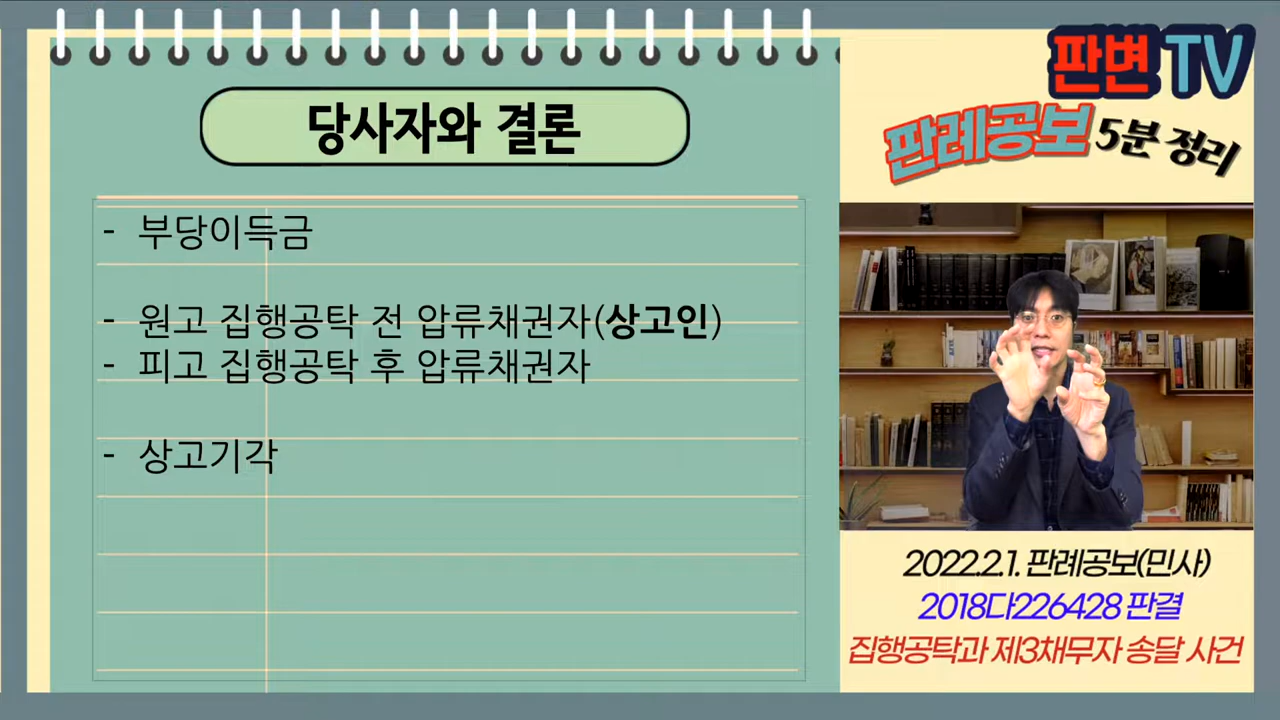 당사자와 결론
- 부당이득금
- 원고 집행공탁 전 압류채권자(상고인)
- 피고 집행공탁 후 압류채권자
- 상고기각
판변 TV
판례공보 5분 정리
2022.2.1. 판례공보(민사)
2018다226428 판결
집행공탁과 제3채무자 송달 사건